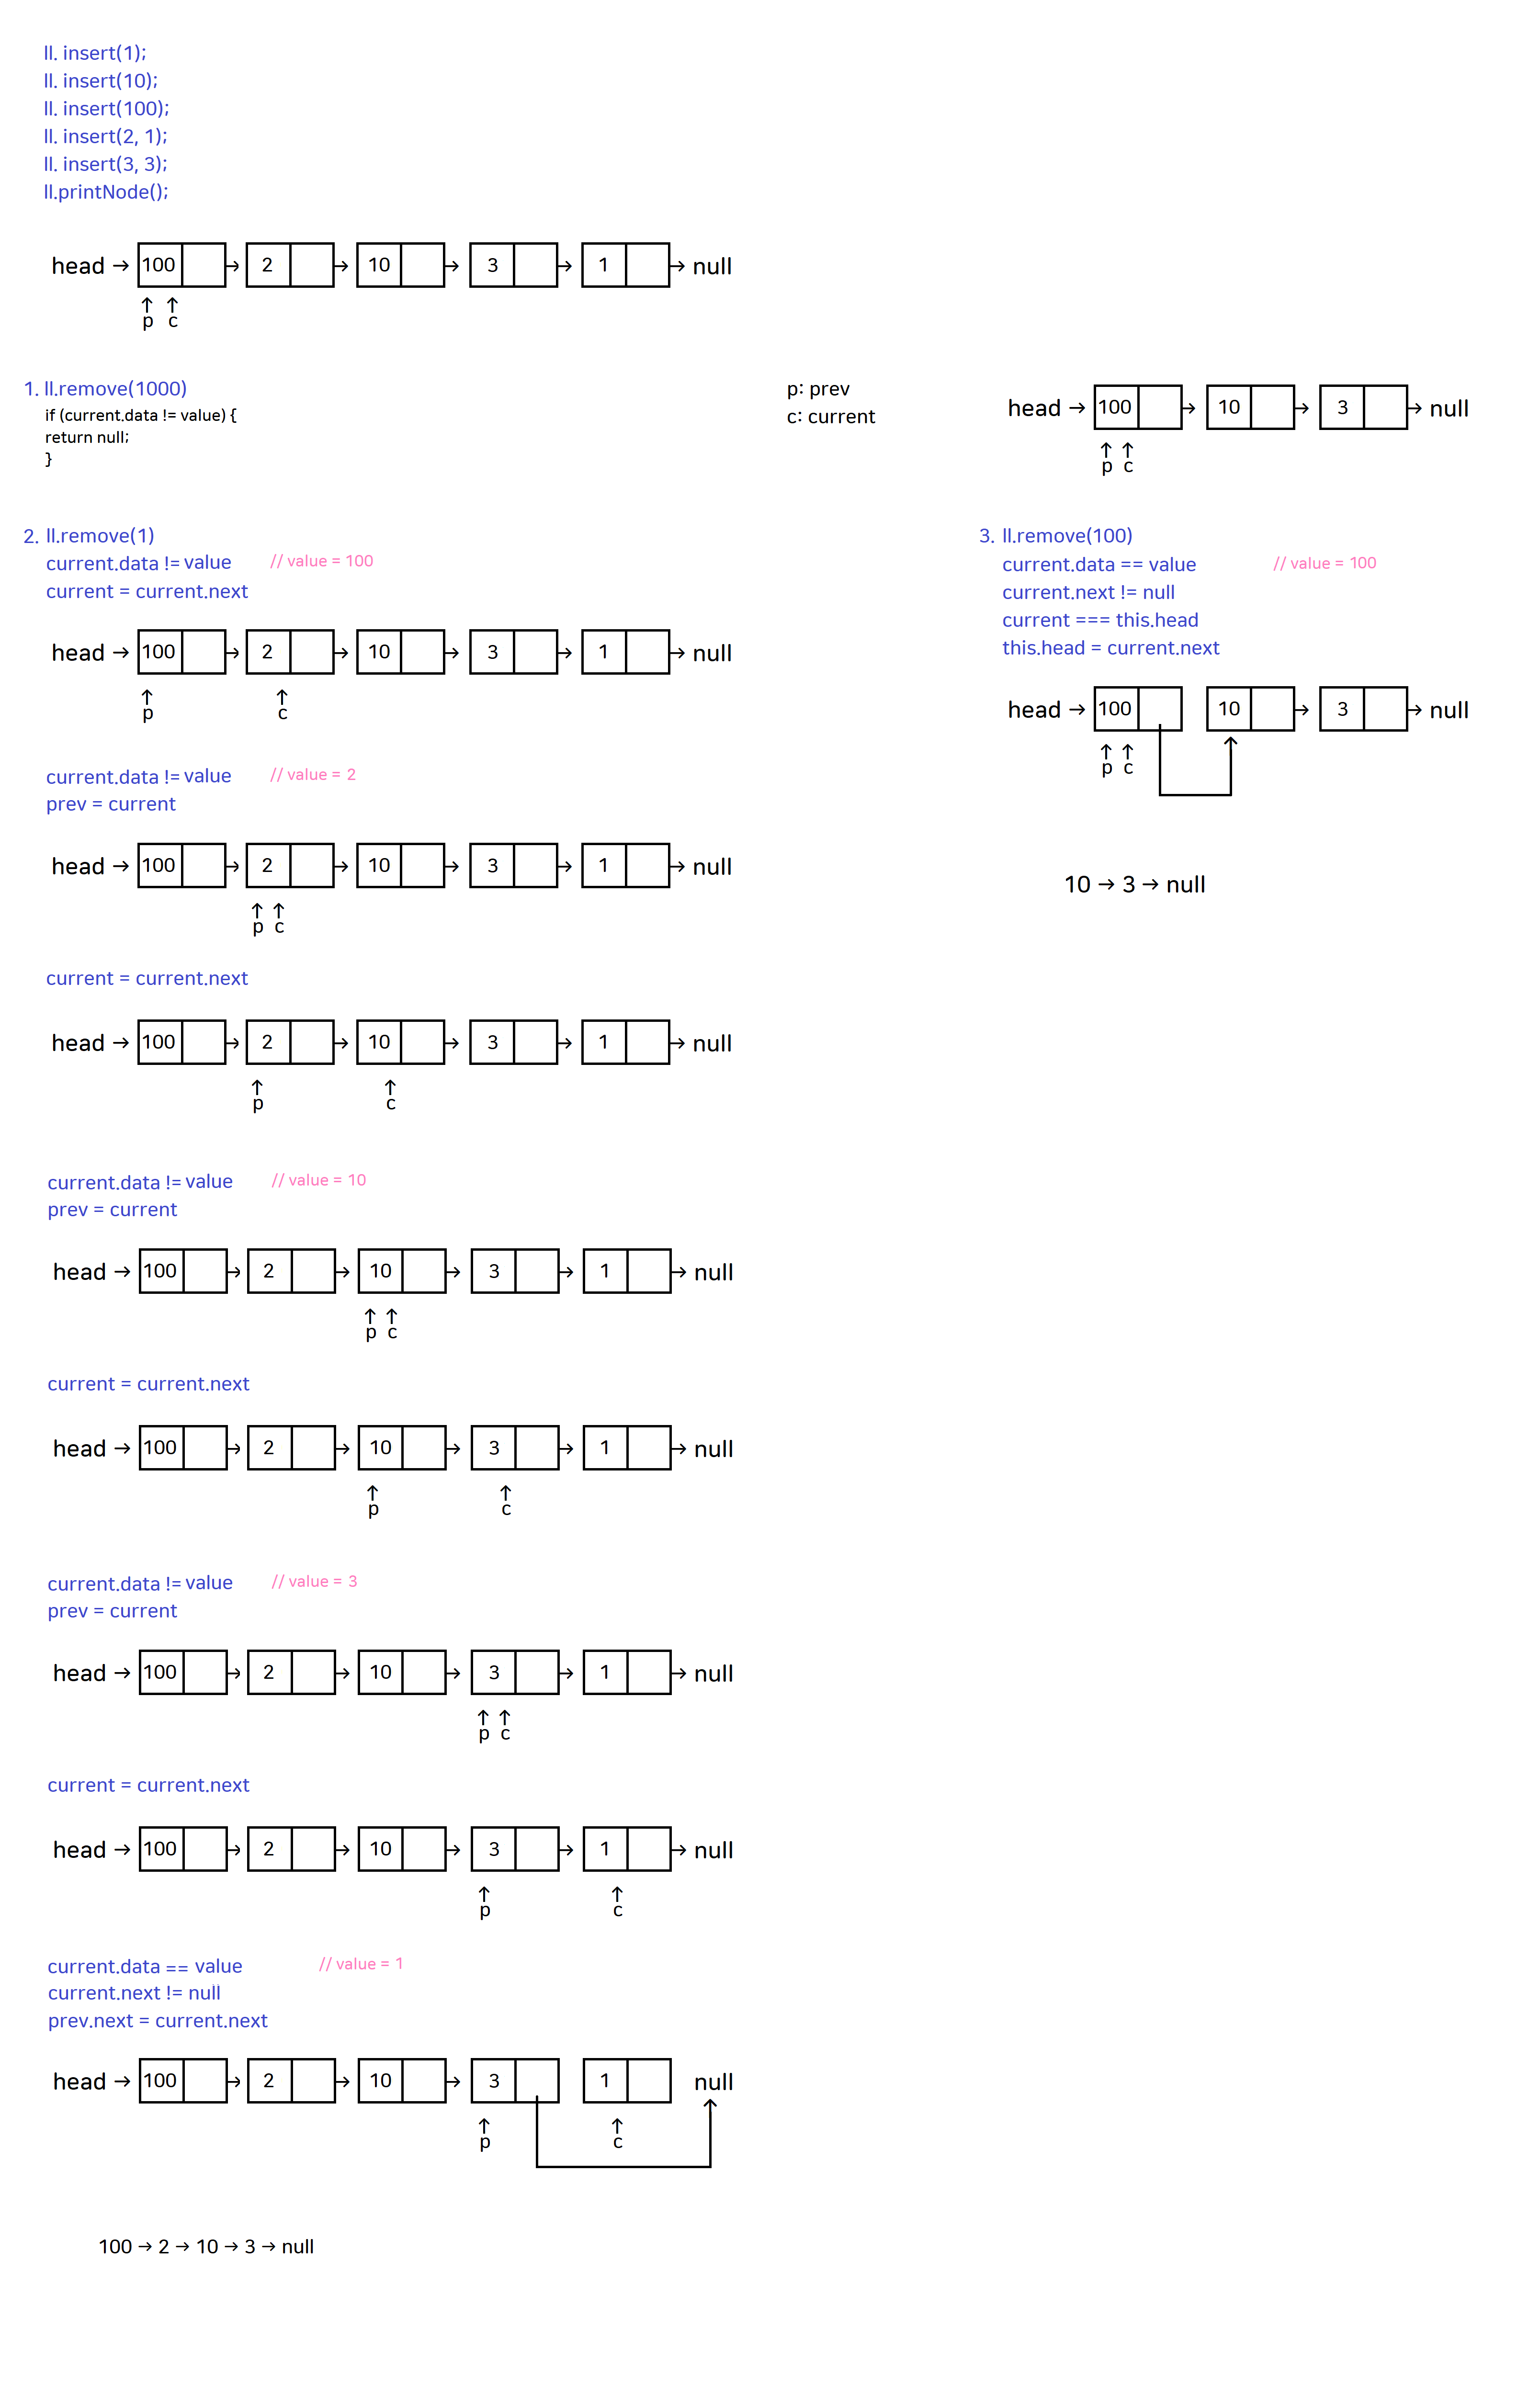 ll. insert(1);
ll. insert(10);
ll. insert(100);
ll. insert(2, 1);
ll. insert(3, 3);
ll.printNode();
head → 100 → 2 → 10 → 3 → 1 → null
↑ ↑
p c
1. ll.remove(1000)
if (current.data != value) {
return null;
}
2. ll.remove(1)
current.data != value // value = 100
current = current.next
head → 100 → 2 → 10 → 3 → 1 → null
↑ ↑
p c
current.data != value // value = 2
prev = current
head → 100 → 2 → 10 → 3 → 1 → null
↑ ↑
p c
current = current.next
head → 100 → 2 → 10 → 3 → 1 → null
↑ ↑
p c
current.data != value // value = 10
prev = current
head → 100 → 2 → 10 → 3 → 1 → null
↑ ↑
p c
current = current.next
head → 100 → 2 → 10 → 3 → 1 → null
↑ ↑
p c
current.data != value // value = 3
prev = current
head → 100 → 2 → 10 → 3 → 1 → null
↑ ↑
p c
current = current.next
head → 100 → 2 → 10 → 3 → 1 → null
↑ ↑
p c
current.data == value // value = 1
current.next != null
prev.next = current.next
head → 100 → 2 → 10 → 3 1 null
↑ ↑
p c
100 → 2 → 10 → 3 → null
p: prev
c: current
head → 100 → 10 → 3 → null
↑ ↑
p c
3. ll.remove(100)
current.data == value // value = 100
current.next != null
current === this.head
this.head = current.next
head → 100 10 → 3 → null
↑ ↑
p c
10 → 3 → null